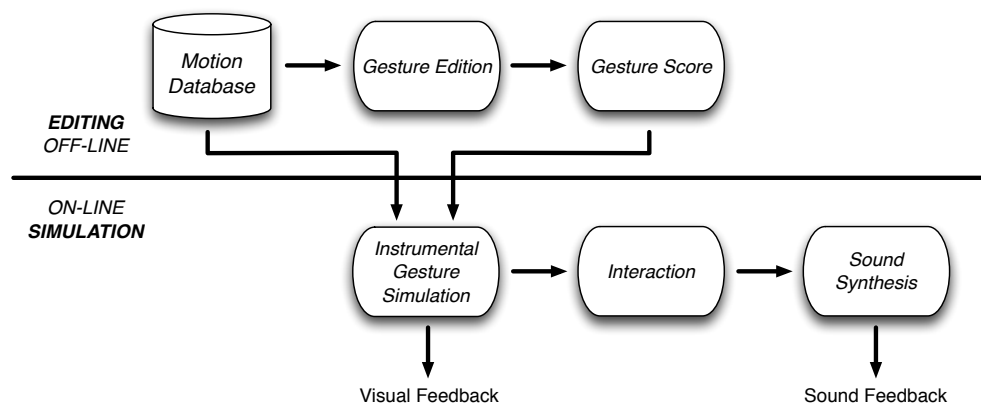 Motion
Database
Gesture Edition
Gesture Score
EDITING
OFF-LINE
ON-LINE
SIMULATION
Instrumental
Gesture
Simulation
Interaction
Sound
Synthesis
Visual Feedback
Sound Feedback